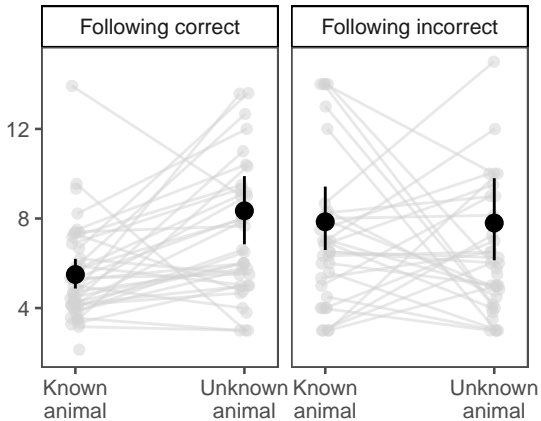 Following correct
Following incorrect
12
8
4
Known
animal
Unknown
animal
Known
animal
Unknown
animal